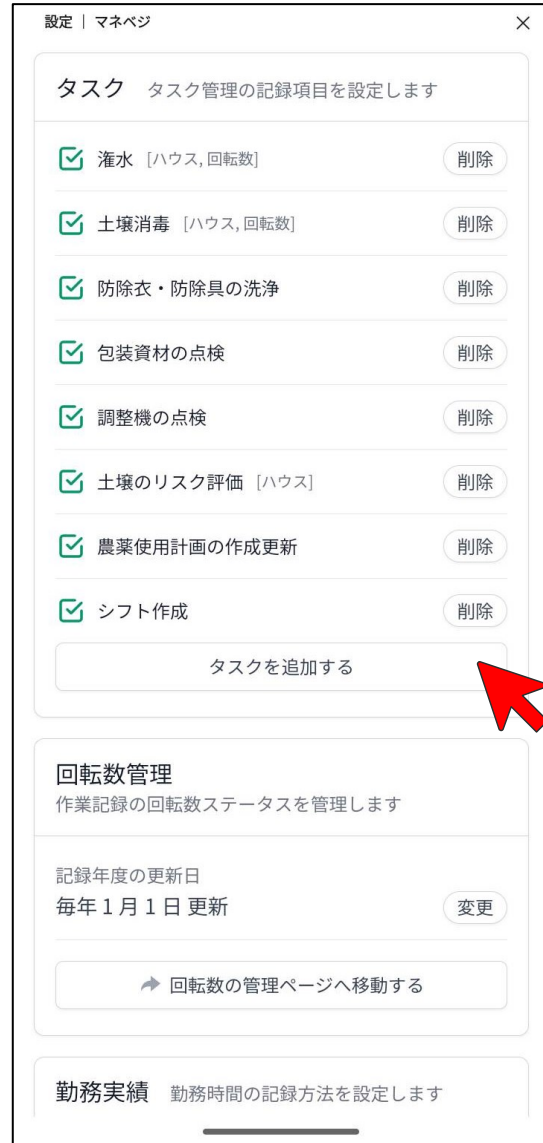 設定 | マネベジ ×
タスク タスク管理の記録項目を設定します
潅水 [ハウス, 回転数] 削除
土壌消毒 [ハウス, 回転数] 削除
防除衣・防除具の洗浄 削除
包装資材の点検 削除
調整機の点検 削除
土壌のリスク評価 [ハウス] 削除
農薬使用計画の作成更新 削除
シフト作成 削除
タスクを追加する
回転数管理
作業記録の回転数ステータスを管理します
記録年度の更新日
毎年1月1日 更新 変更
回転数の管理ページへ移動する
勤務実績 勤務時間の記録方法を設定します